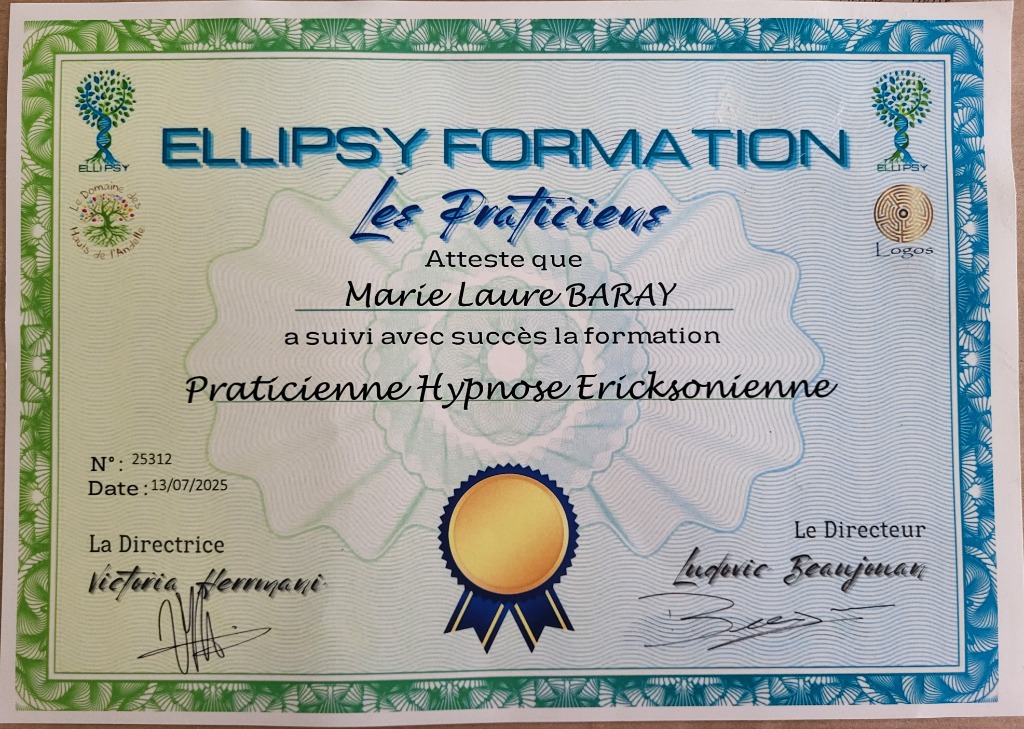 ELLIPSY
ELLIPSY
ELLIPSY FORMATION
Le Domaine des
Hauts de l'Andelle
Les Praticiens
Logos
Atteste que
Marie Laure BARAY
a suivi avec succès la formation
Praticienne Hypnose Ericksonienne
N° : 25312
Date : 13/07/2025
La Directrice
Le Directeur
Victoria Herrmani
Ludovic Beaujouan